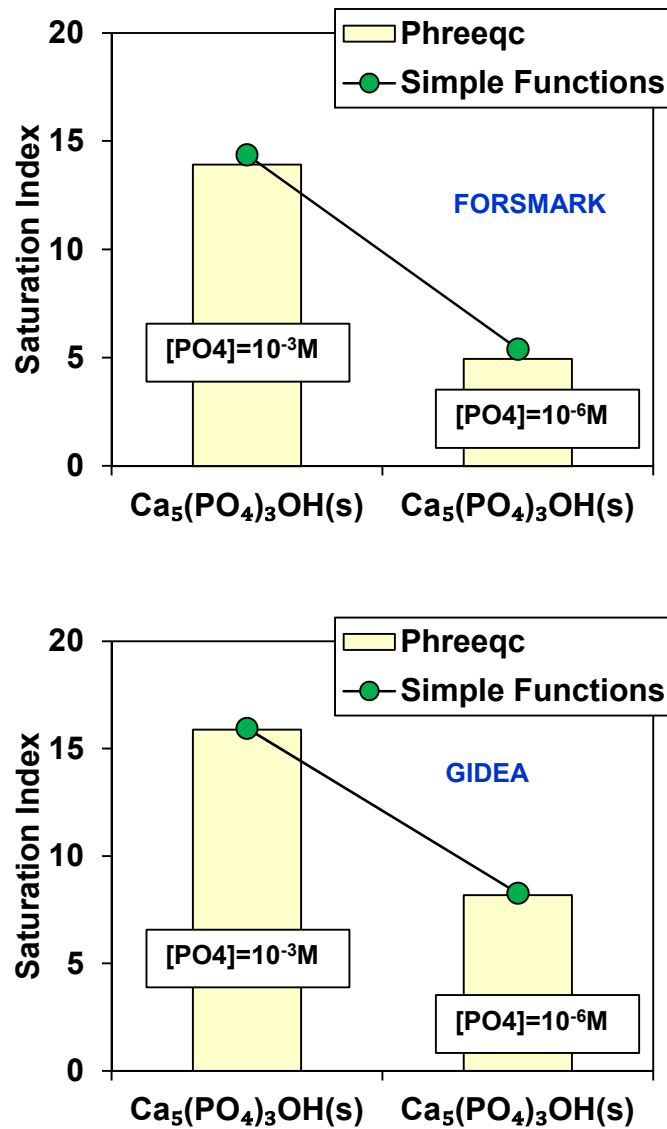 20
15
10
5
0
Saturation Index
Phreeqc
Simple Functions
FORSMARK
[PO4]=10⁻³M
[PO4]=10⁻⁶M
Ca₅(PO₄)₃OH(s)
Ca₅(PO₄)₃OH(s)
20
15
10
5
0
Saturation Index
Phreeqc
Simple Functions
GIDEA
[PO4]=10⁻³M
[PO4]=10⁻⁶M
Ca₅(PO₄)₃OH(s)
Ca₅(PO₄)₃OH(s)